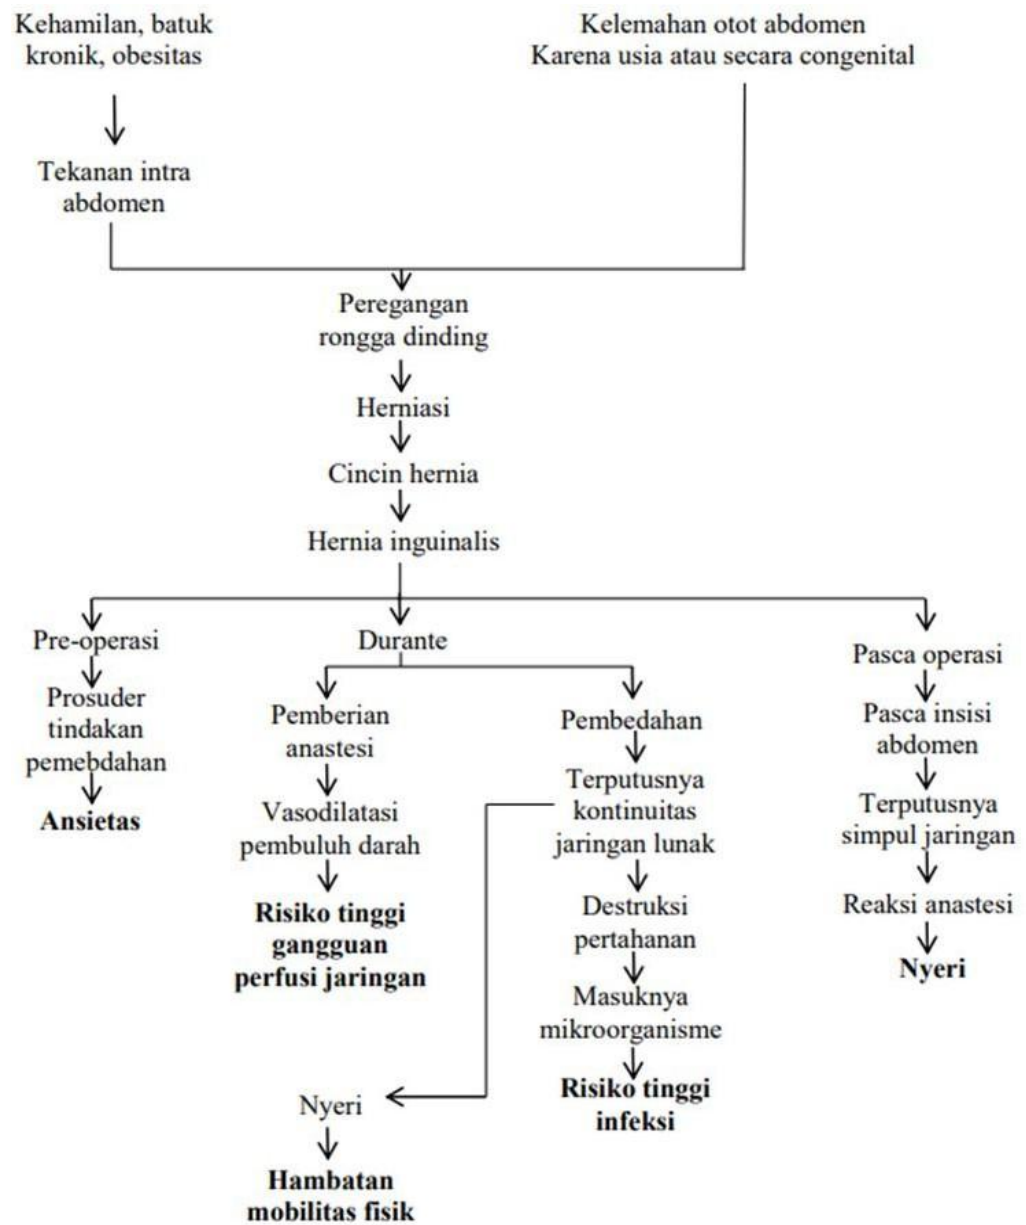 Kehamilan, batuk
kronik, obesitas
Kelemahan otot abdomen
Karena usia atau secara congenital
Tekanan intra
abdomen
Peregangan
rongga dinding
Herniasi
Cincin hernia
Hernia inguinalis
Pre-operasi
Prosuder
tindakan
pemebdahan
Ansietas
Durante
Pemberian
anastesi
Vasodilatasi
pembuluh darah
Risiko tinggi
gangguan
perfusi jaringan
Pembedahan
Terputusnya
kontinuitas
jaringan lunak
Destruksi
pertahanan
Masuknya
mikroorganisme
Risiko tinggi
infeksi
Nyeri
Hambatan
mobilitas fisik
Pasca operasi
Pasca insisi
abdomen
Terputusnya
simpul jaringan
Reaksi anastesi
Nyeri